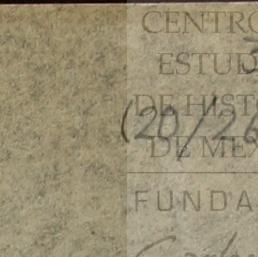 CENTRO
ESTUD
DE HISTO
(20/26
DE MEX
FUNDA